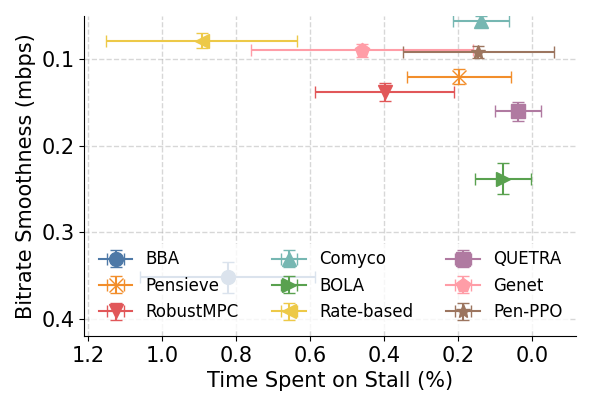 Bitrate Smoothness (mbps)
0.1
0.2
0.3
0.4
BBA
Pensieve
RobustMPC
Comyco
BOLA
Rate-based
QUETRA
Genet
Pen-PPO
1.2 1.0 0.8 0.6 0.4 0.2 0.0
Time Spent on Stall (%)